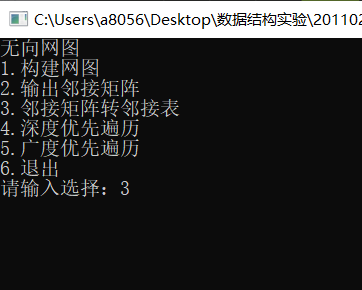 C:\Users\a8056\Desktop\数据结构实验\201102
无向网图
1.构建网图
2.输出邻接矩阵
3.邻接矩阵转邻接表
4.深度优先遍历
5.广度优先遍历
6.退出
请输入选择：3